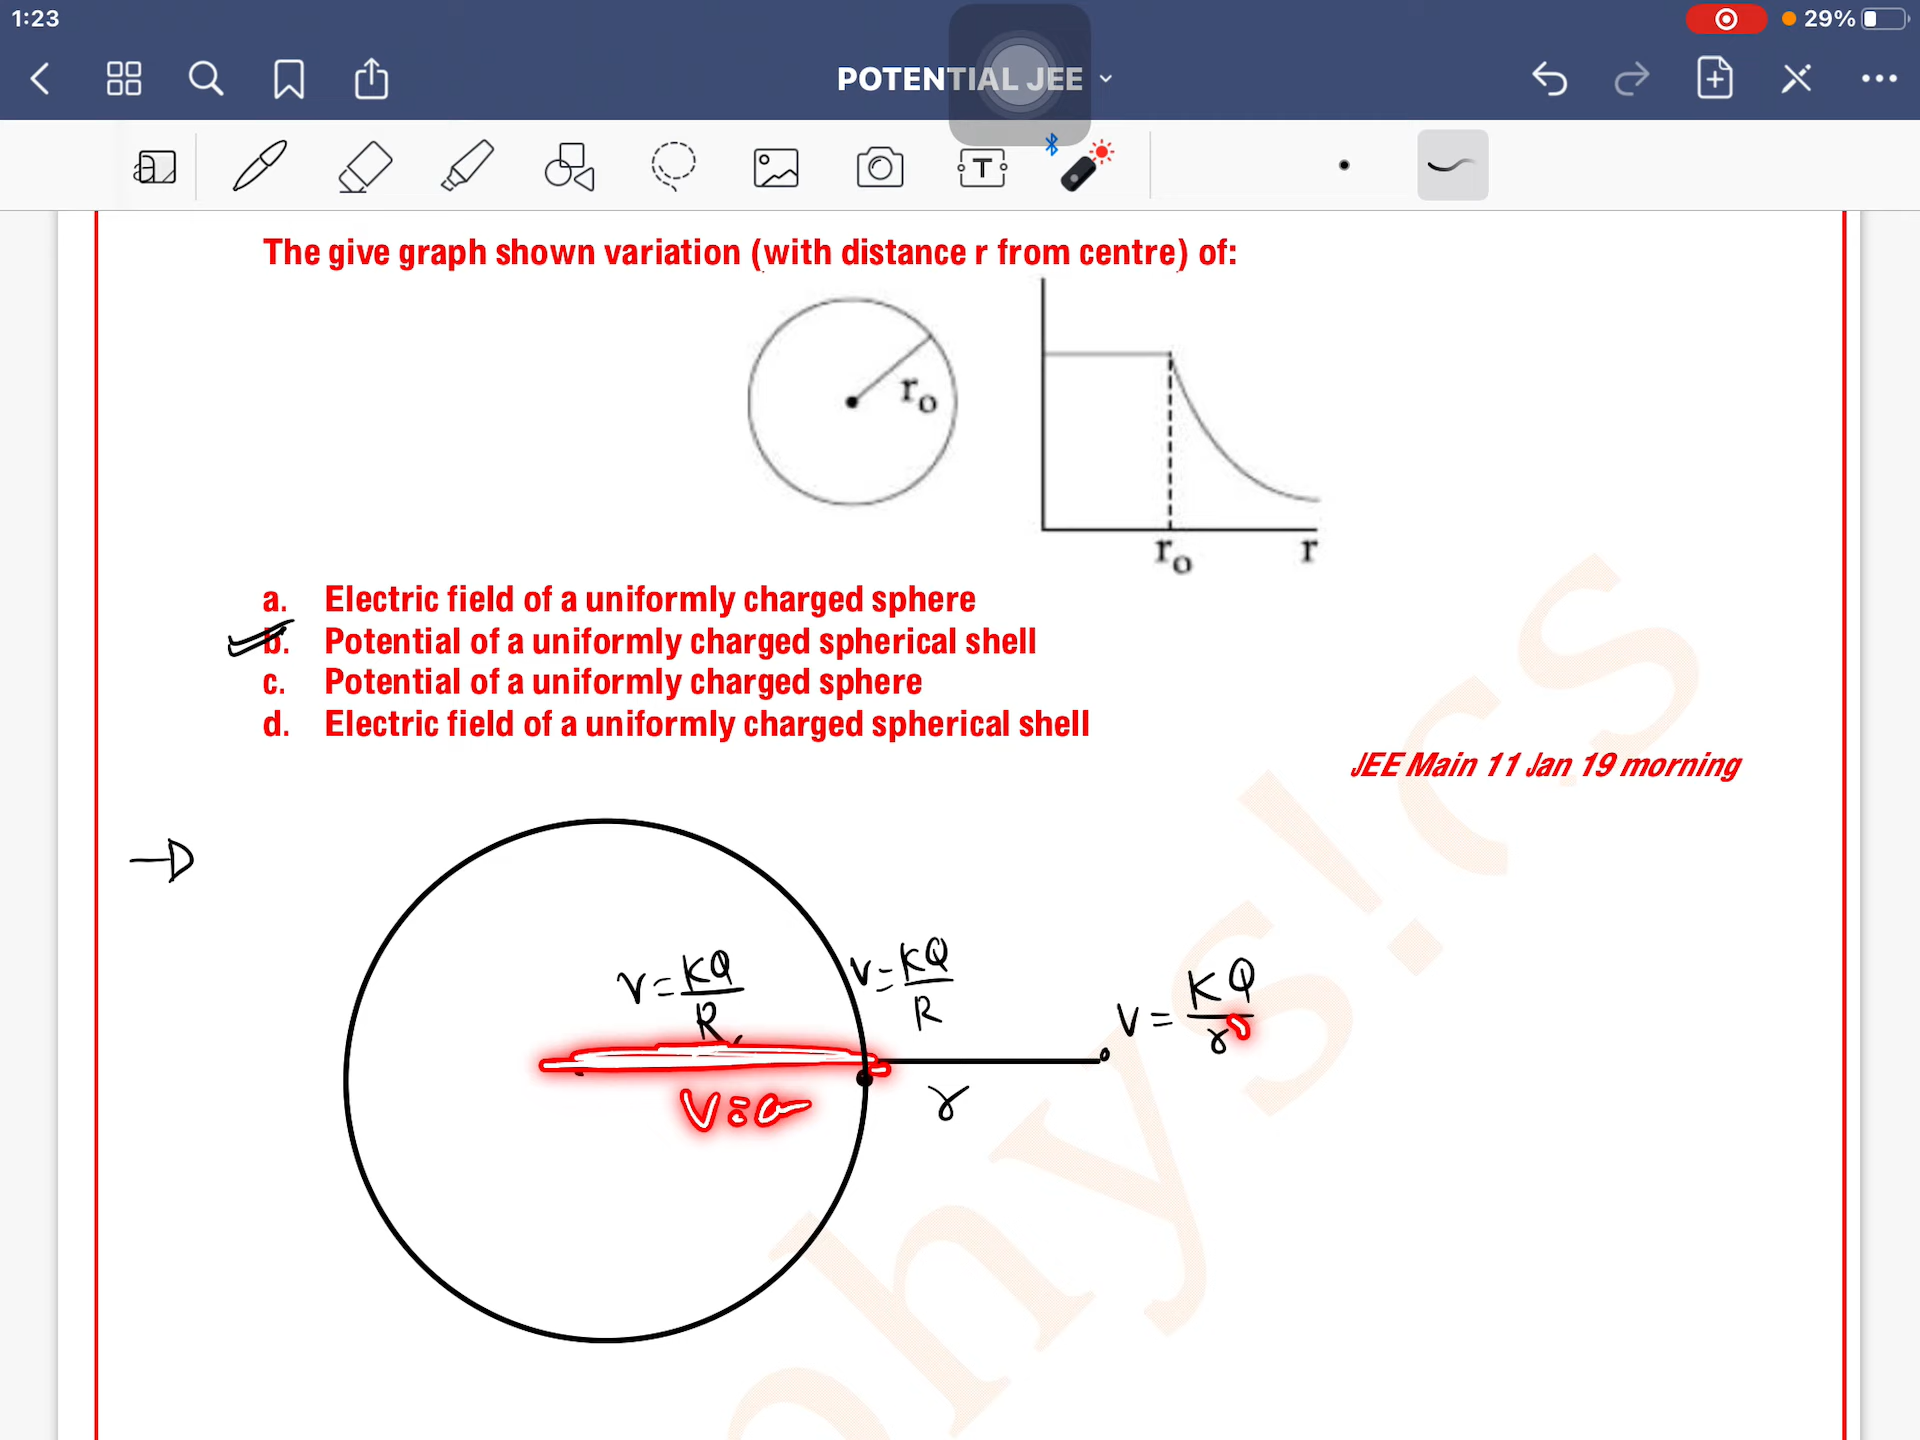 1:23
29%
POTENTIAL JEE
T
The give graph shown variation (with distance r from centre) of:
r₀
r₀ r
a. Electric field of a uniformly charged sphere
b. Potential of a uniformly charged spherical shell
c. Potential of a uniformly charged sphere
d. Electric field of a uniformly charged spherical shell
JEE Main 11 Jan 19 morning
V = KQ/R
V = KQ/R
V = KQ/r
V =
r
phys!cs